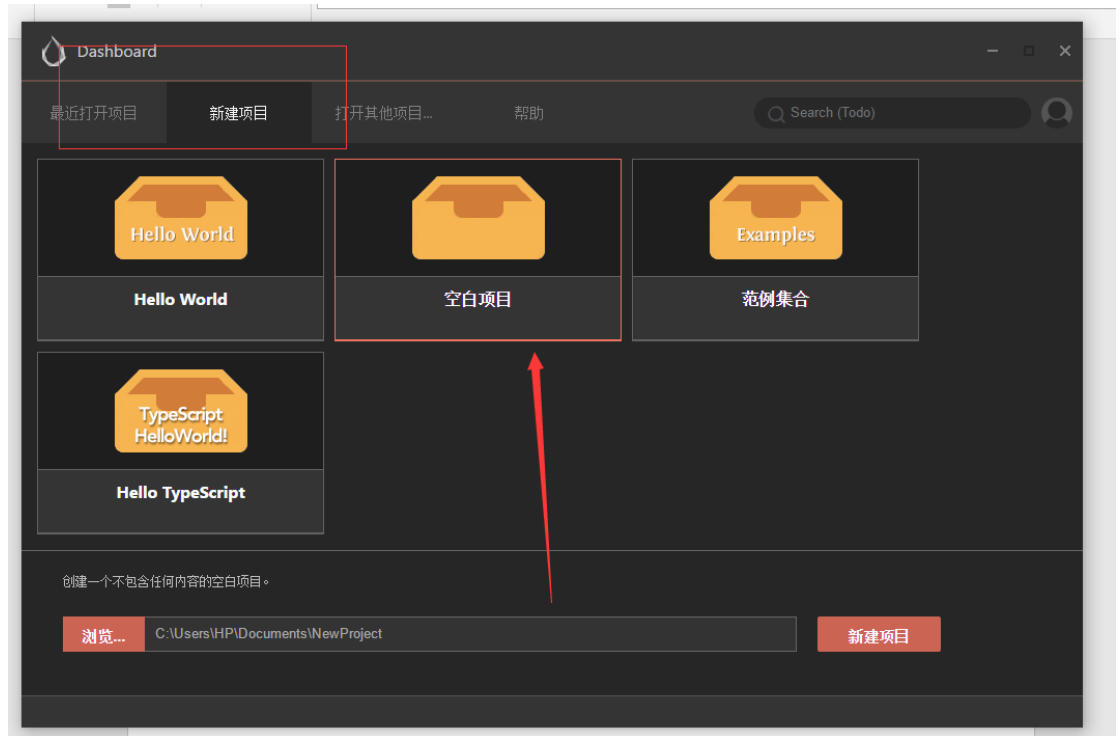 Dashboard
最近打开项目 新建项目 打开其他项目... 帮助 Search (Todo)
Hello World Examples
Hello World 空白项目 范例集合
TypeScript
HelloWorld!
Hello TypeScript
创建一个不包含任何内容的空白项目。
浏览... C:\Users\HP\Documents\NewProject 新建项目